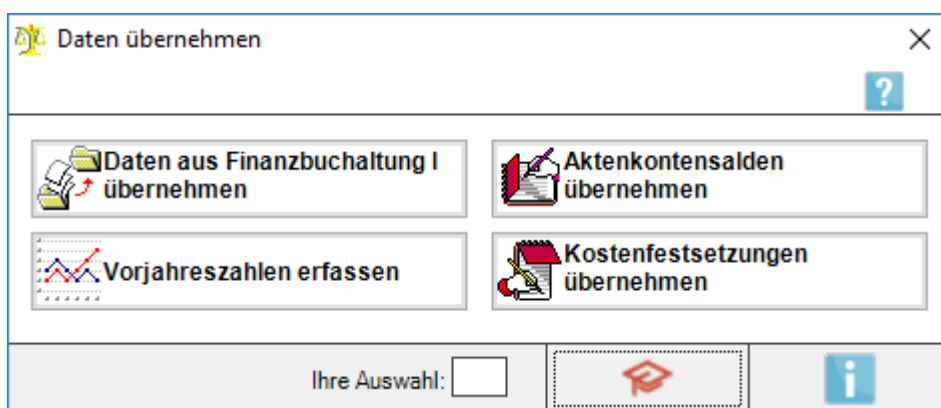 Daten übernehmen
?
Daten aus Finanzbuchaltung I
übernehmen
Aktenkontensalden
übernehmen
Vorjahreszahlen erfassen
Kostenfestsetzungen
übernehmen
Ihre Auswahl:
i